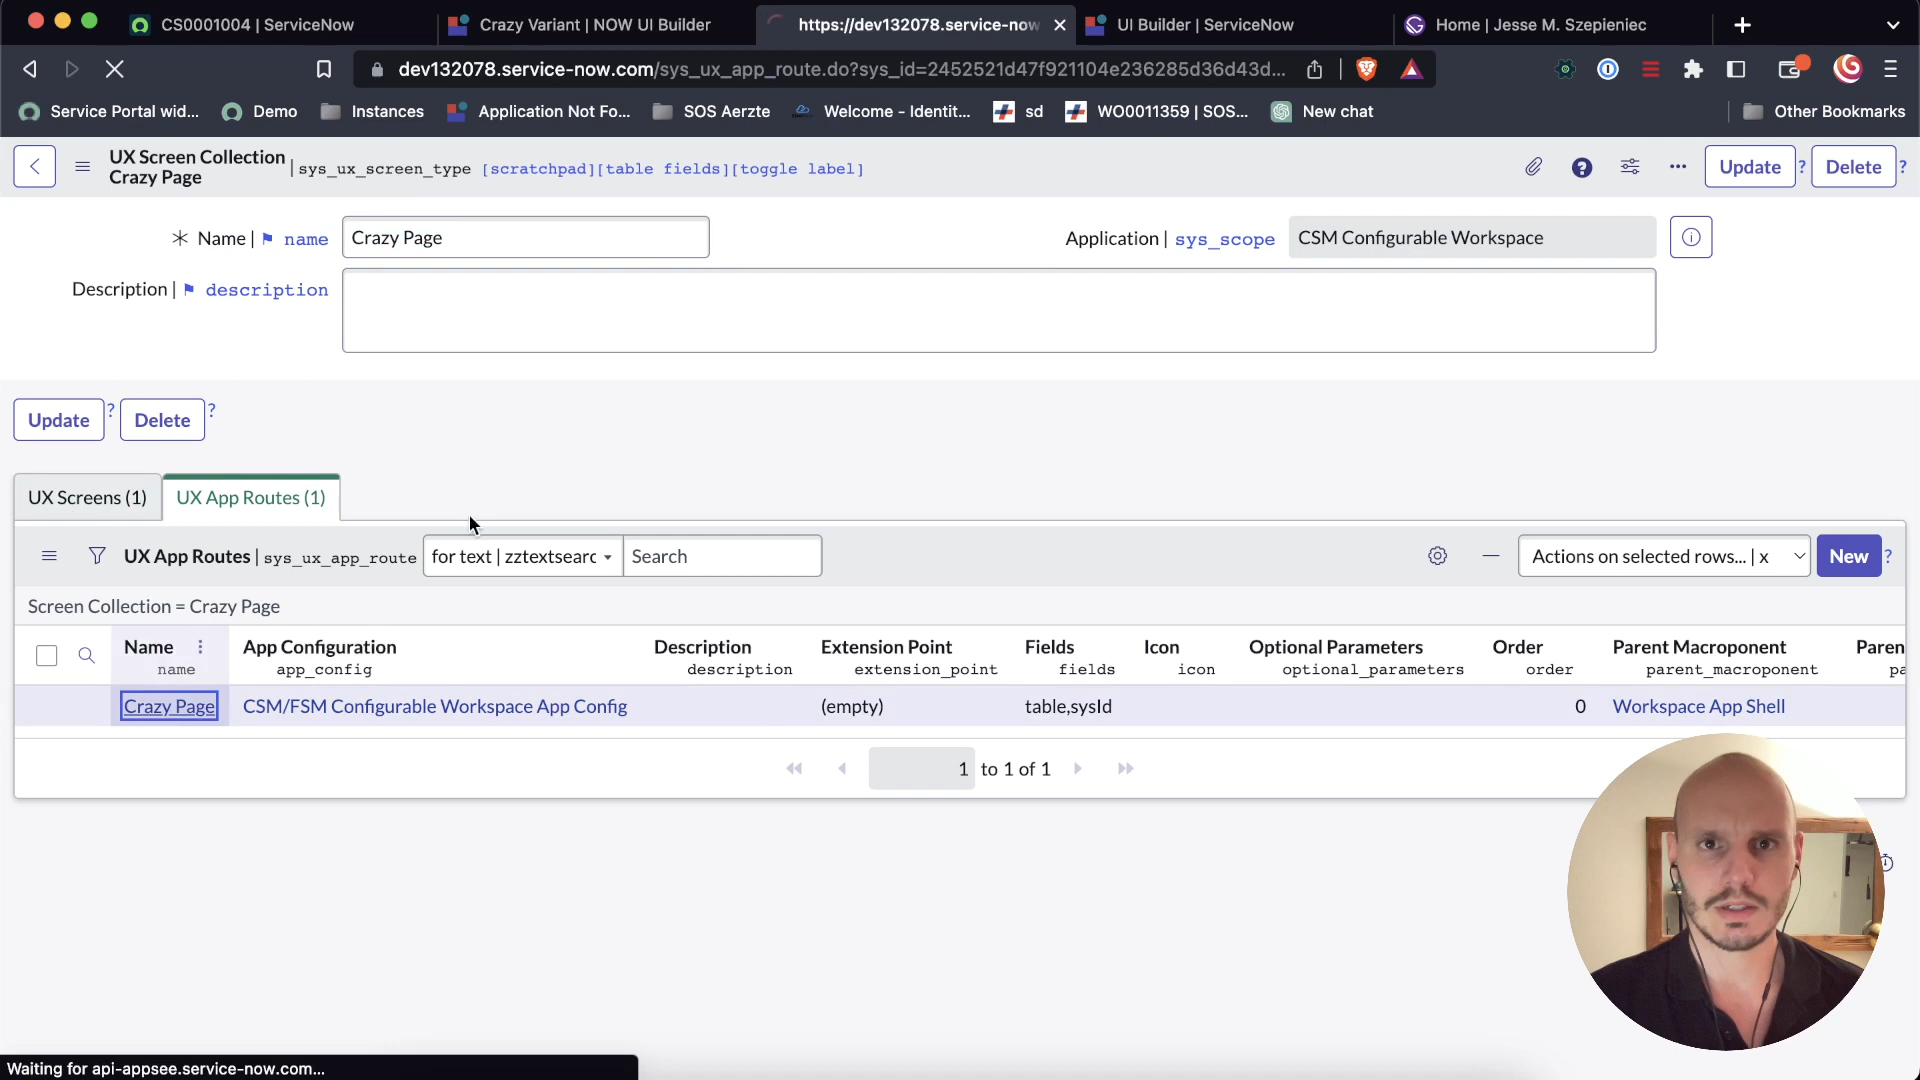 CS0001004 | ServiceNow
Crazy Variant | NOW UI Builder
https://dev132078.service-now
UI Builder | ServiceNow
Home | Jesse M. Szepieniec
dev132078.service-now.com/sys_ux_app_route.do?sys_id=2452521d47f921104e236285d36d43d...
Service Portal wid...
Demo
Instances
Application Not Fo...
SOS Aerzte
Welcome - Identit...
sd
WO0011359 | SOS...
New chat
Other Bookmarks
UX Screen Collection
Crazy Page
| sys_ux_screen_type [scratchpad][table fields][toggle label]
Update ? Delete ?
Name | name Crazy Page
Application | sys_scope CSM Configurable Workspace
Description | description
Update ? Delete ?
UX Screens (1) UX App Routes (1)
UX App Routes | sys_ux_app_route for text | zztextsearc Search Actions on selected rows... | x New ?
Screen Collection = Crazy Page
Name App Configuration Description Extension Point Fields Icon Optional Parameters Order Parent Macroponent Paren
name app_config description extension_point fields icon optional_parameters order parent_macroponent pa
Crazy Page CSM/FSM Configurable Workspace App Config (empty) table,sysId 0 Workspace App Shell
1 to 1 of 1
Waiting for api-appsee.service-now.com...